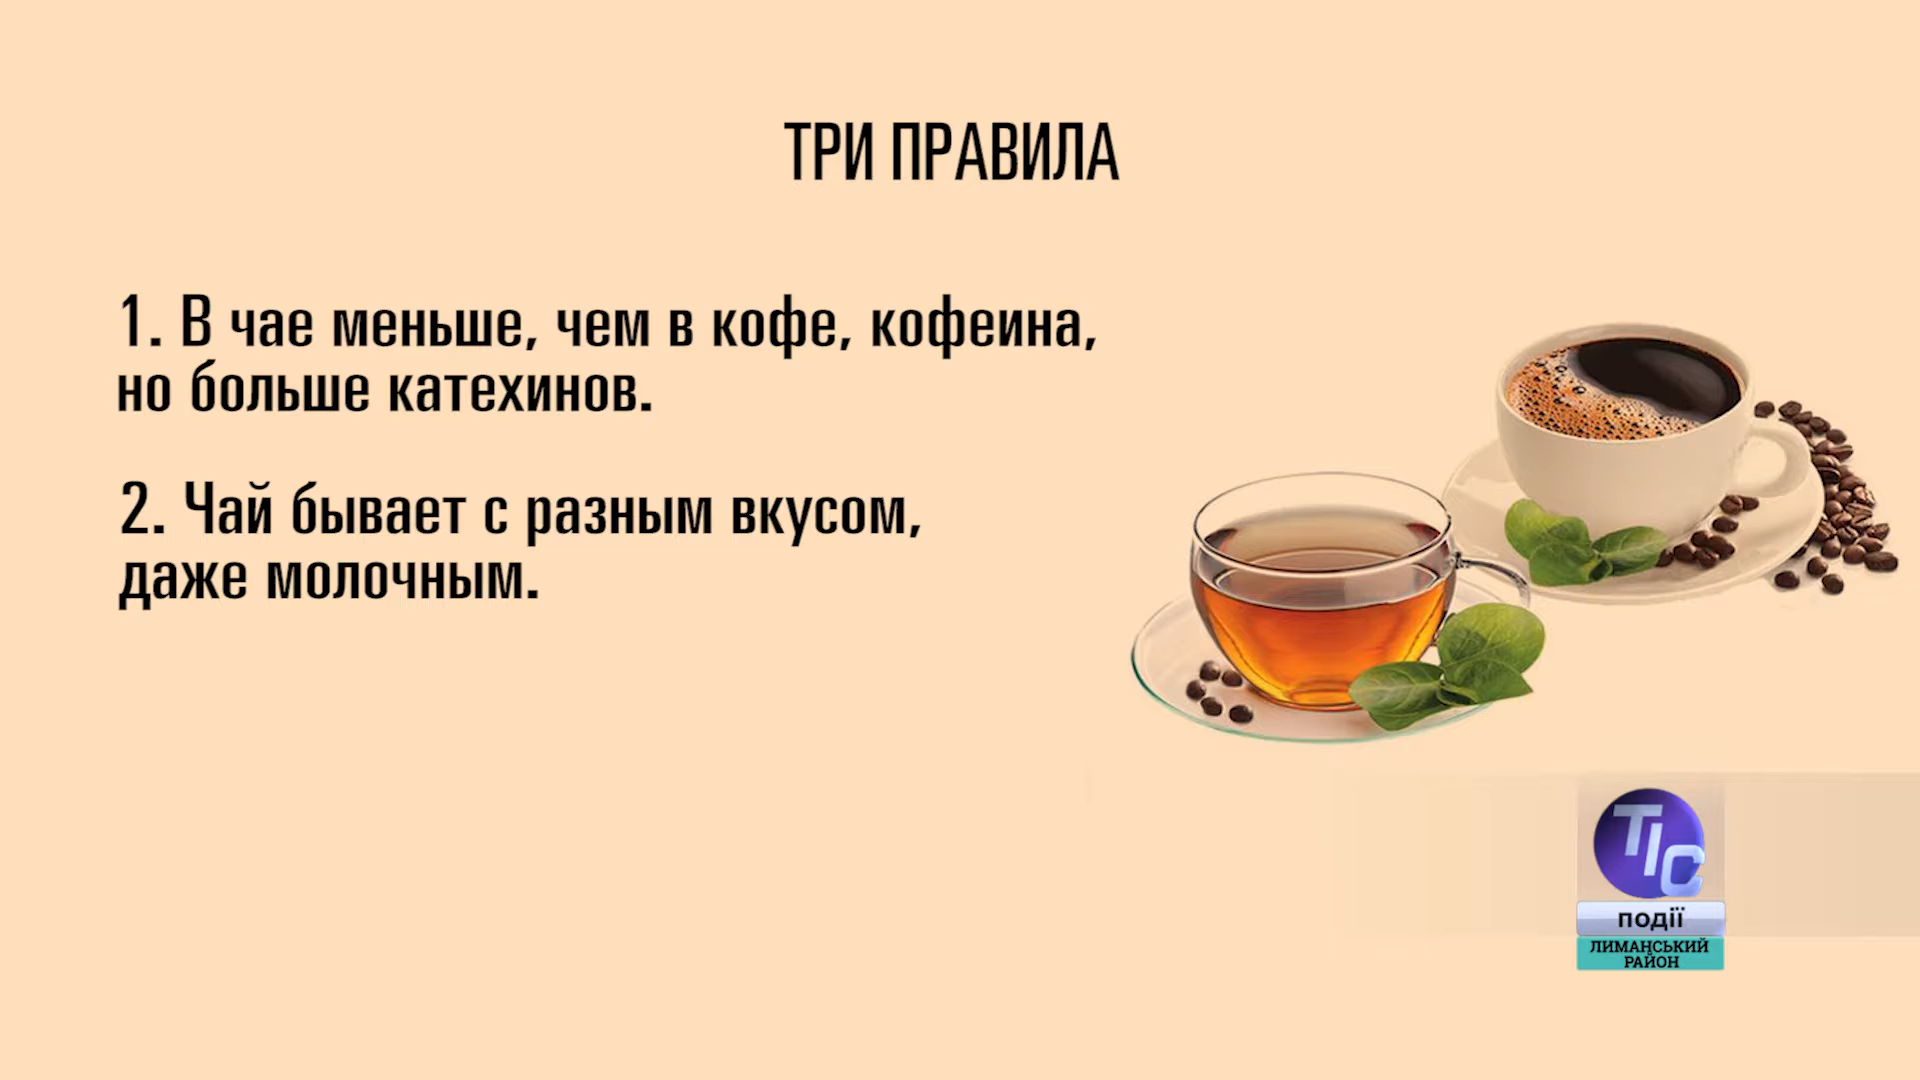 ТРИ ПРАВИЛА
1. В чае меньше, чем в кофе, кофеина,
но больше катехинов.
2. Чай бывает с разным вкусом,
даже молочным.
ТІС
події
ЛИМАНСЬКИЙ
РАЙОН